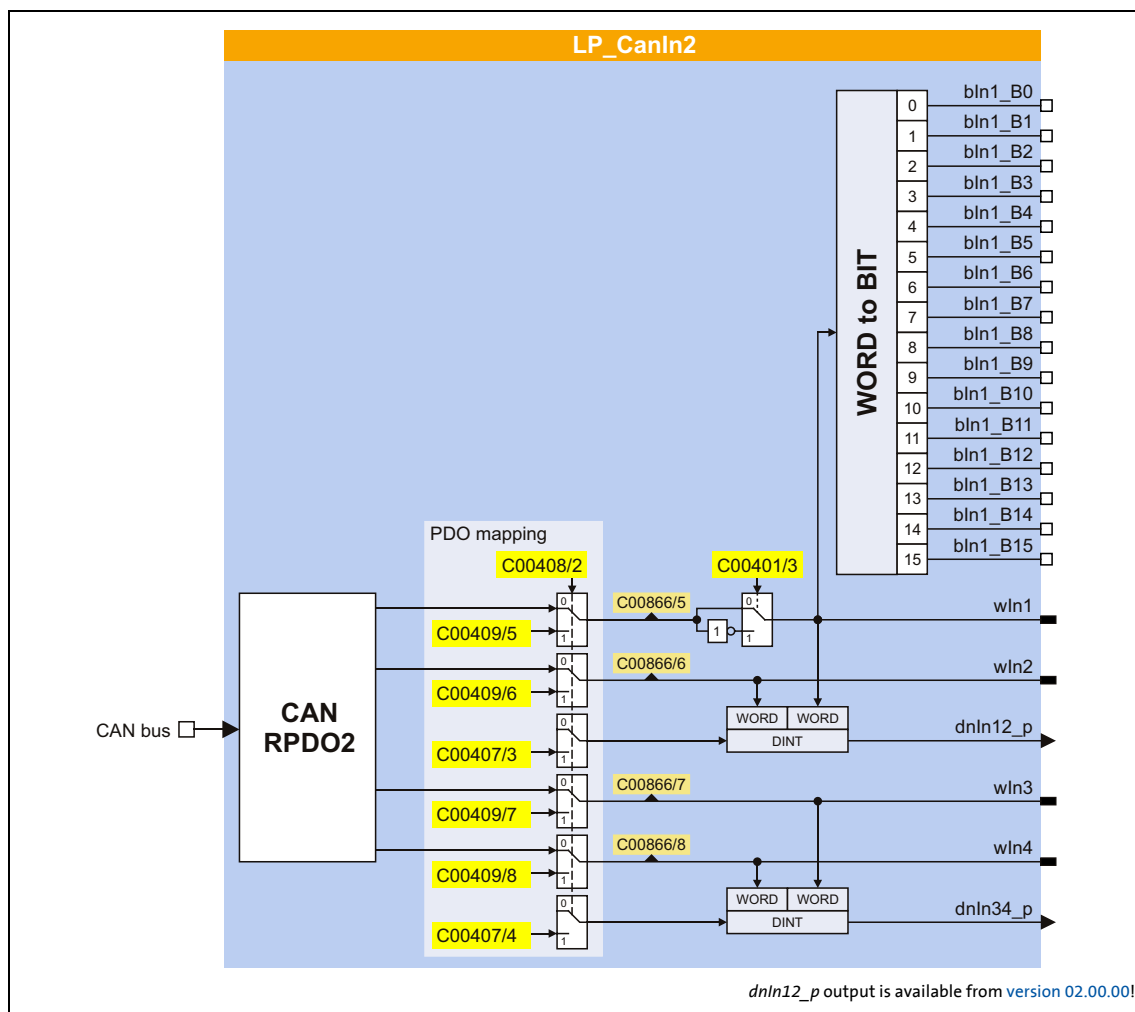 LP_CanIn2
bIn1_B0
0
bIn1_B1
1
bIn1_B2
2
bIn1_B3
3
bIn1_B4
4
bIn1_B5
5
bIn1_B6
6
bIn1_B7
7
bIn1_B8
8
bIn1_B9
9
bIn1_B10
10
bIn1_B11
11
bIn1_B12
12
bIn1_B13
13
bIn1_B14
14
bIn1_B15
15
WORD to BIT
PDO mapping
C00408/2
C00401/3
0
C00866/5
0
wIn1
C00409/5
1
1
1
0
C00866/6
wIn2
C00409/6
1
CAN
RPDO2
CAN bus
0
WORD
WORD
DINT
dnIn12_p
C00407/3
1
0
C00866/7
wIn3
C00409/7
1
0
C00866/8
wIn4
C00409/8
1
0
WORD
WORD
DINT
dnIn34_p
C00407/4
1
dnIn12_p output is available from version 02.00.00!